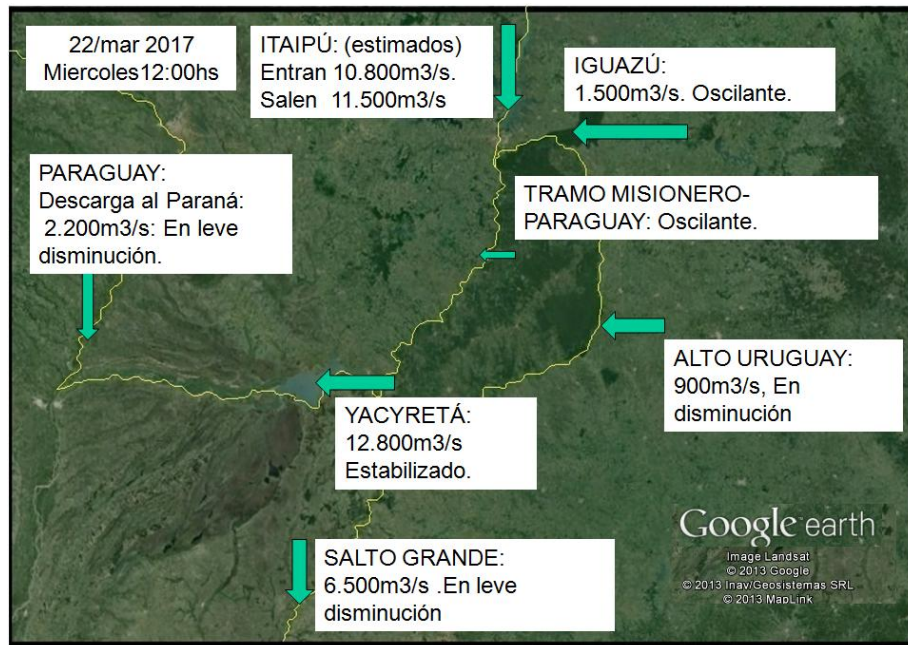 22/mar 2017
Miercoles12:00hs
ITAIPÚ: (estimados)
Entran 10.800m3/s.
Salen 11.500m3/s
IGUAZÚ:
1.500m3/s. Oscilante.
PARAGUAY:
Descarga al Paraná:
2.200m3/s: En leve
disminución.
TRAMO MISIONERO-
PARAGUAY: Oscilante.
ALTO URUGUAY:
900m3/s, En
disminución
YACYRETÁ:
12.800m3/s
Estabilizado.
SALTO GRANDE:
6.500m3/s .En leve
disminución
Google earth
Image Landsat
© 2013 Google
© 2013 Inav/Geosistemas SRL
© 2013 MapLink